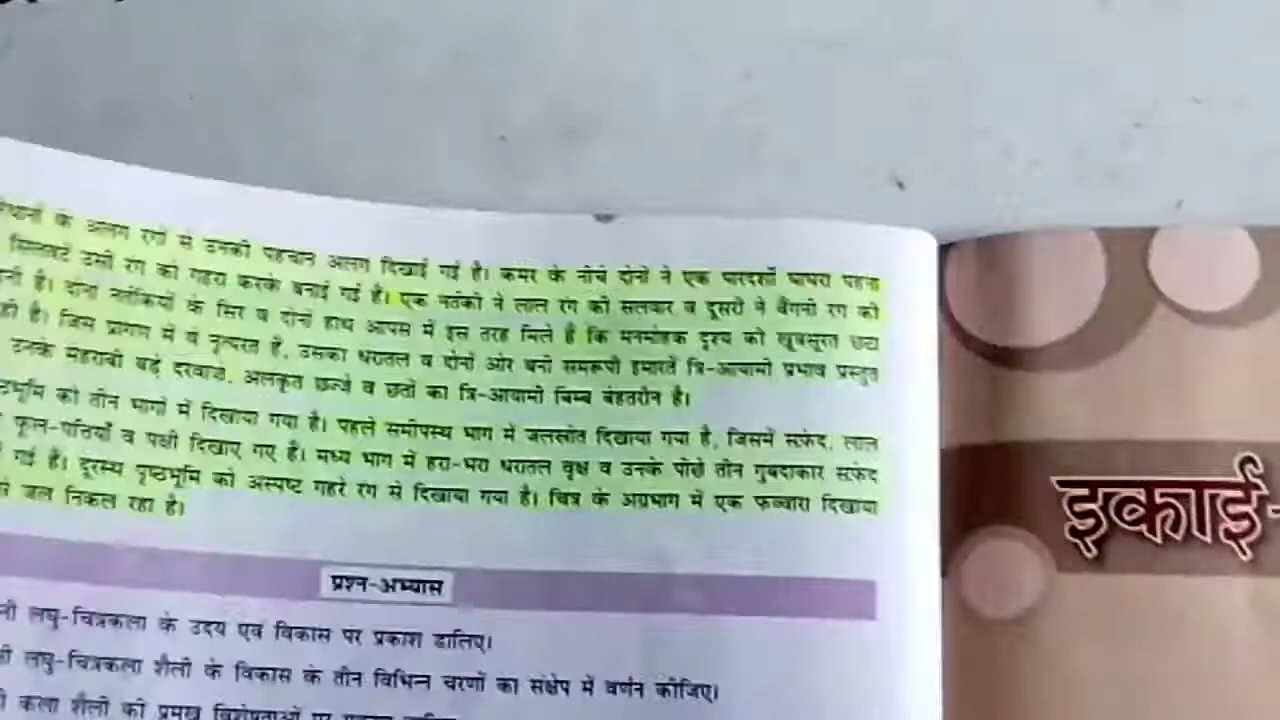 के अलग रंगों से उनकी पहचान अलग दिखाई गई है। कमर के नीचे दोनों ने एक पारदर्शी घाघरा पहना
सिलवटें उसी रंग को गहरा करके बनाई गई हैं। एक नर्तकी ने लाल रंग की सलवार व दूसरी ने बैंगनी रंग की
है। दोनों नर्तकियों के सिर व दोनों हाथ आपस में इस तरह मिले हैं कि मनमोहक दृश्य को खूबसूरत छटा
है। जिस प्रांगण में वे नृत्यरत हैं, उसका धरातल व दोनों ओर बनी समरूपी इमारतें त्रि-आयामी प्रभाव प्रस्तुत
उनके मेहराबी बड़े दरवाजे, अलंकृत छज्जे व छतों का त्रि-आयामी बिम्ब बेहतरीन है।
को तीन भागों में दिखाया गया है। पहले समीपस्थ भाग में जलस्रोत दिखाया गया है, जिसमें सफ़ेद, लाल
फूल-पत्तियाँ व पक्षी दिखाए गए हैं। मध्य भाग में हरा-भरा धरातल वृक्ष व उनके पीछे तीन गुंबदाकार सफ़ेद
गई हैं। दूरस्थ पृष्ठभूमि को अस्पष्ट गहरे रंग से दिखाया गया है। चित्र के अग्रभाग में एक फव्वारा दिखाया
जल निकल रहा है।
प्रश्न-अभ्यास
लघु-चित्रकला के उदय एवं विकास पर प्रकाश डालिए।
लघु-चित्रकला शैली के विकास के तीन विभिन्न चरणों का संक्षेप में वर्णन कीजिए।
कला शैली की प्रमुख विशेषताओं पर
इकाई-